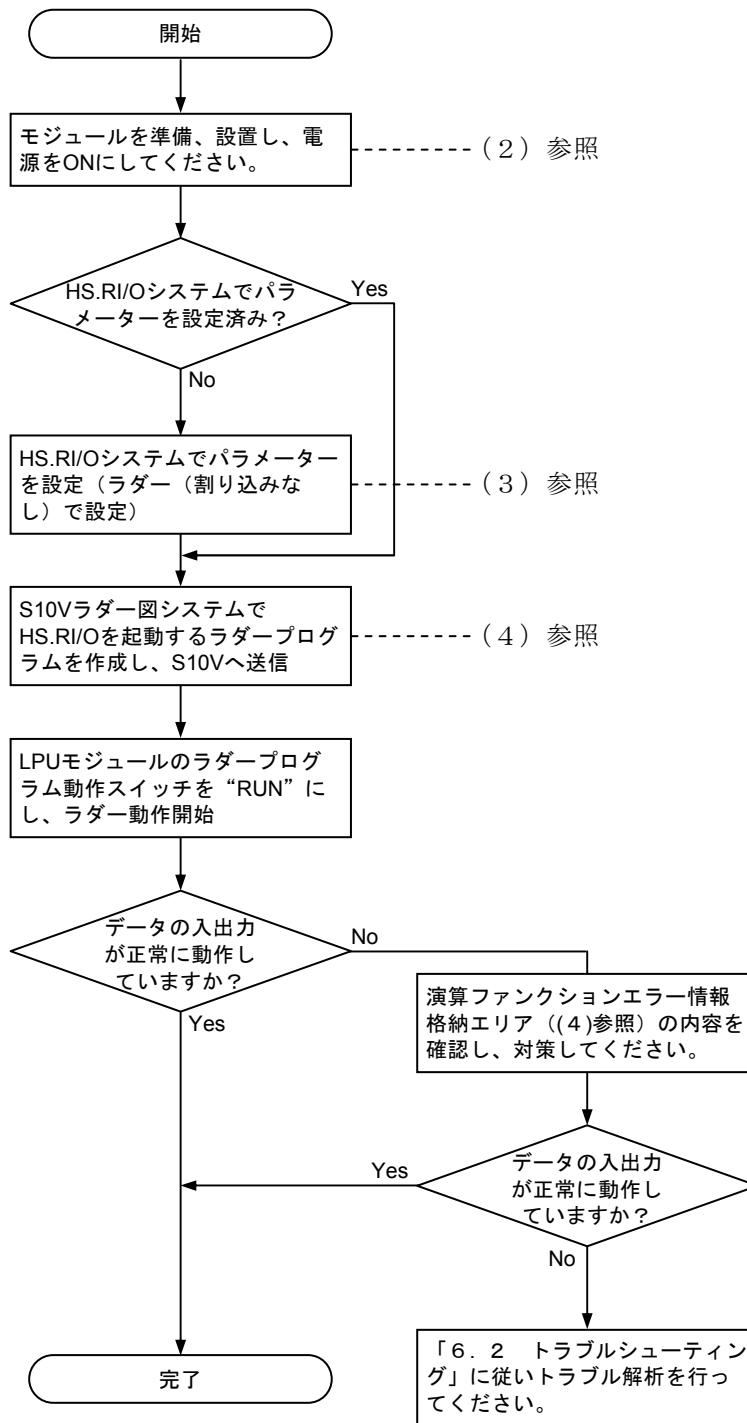 開始
モジュールを準備、設置し、電
源をONにしてください。
(2)参照
HS.RI/Oシステムでパラ
メーターを設定済み?
Yes
No
HS.RI/Oシステムでパラメーター
を設定(ラダー(割り込みな
し)で設定)
(3)参照
S10Vラダー図システムで
HS.RI/Oを起動するラダープログ
ラムを作成し、S10Vへ送信
(4)参照
LPUモジュールのラダープログ
ラム動作スイッチを“RUN”に
し、ラダー動作開始
データの入出力
が正常に動作し
ていますか?
No
Yes
演算ファンクションエラー情報
格納エリア((4)参照)の内容を
確認し、対策してください。
データの入出力
が正常に動作し
ていますか?
Yes
No
「6.2 トラブルシューティン
グ」に従いトラブル解析を行っ
てください。
完了